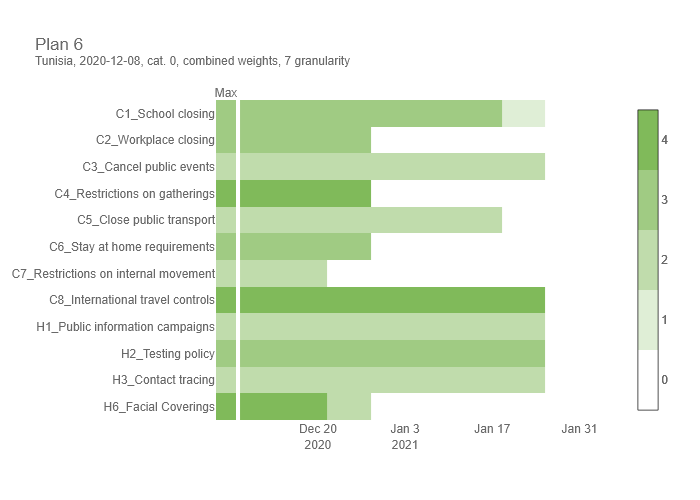 Plan 6
Tunisia, 2020-12-08, cat. 0, combined weights, 7 granularity
Max
C1_School closing
C2_Workplace closing
C3_Cancel public events
C4_Restrictions on gatherings
C5_Close public transport
C6_Stay at home requirements
C7_Restrictions on internal movement
C8_International travel controls
H1_Public information campaigns
H2_Testing policy
H3_Contact tracing
H6_Facial Coverings
Dec 20 Jan 3 Jan 17 Jan 31
2020 2021
4
3
2
1
0